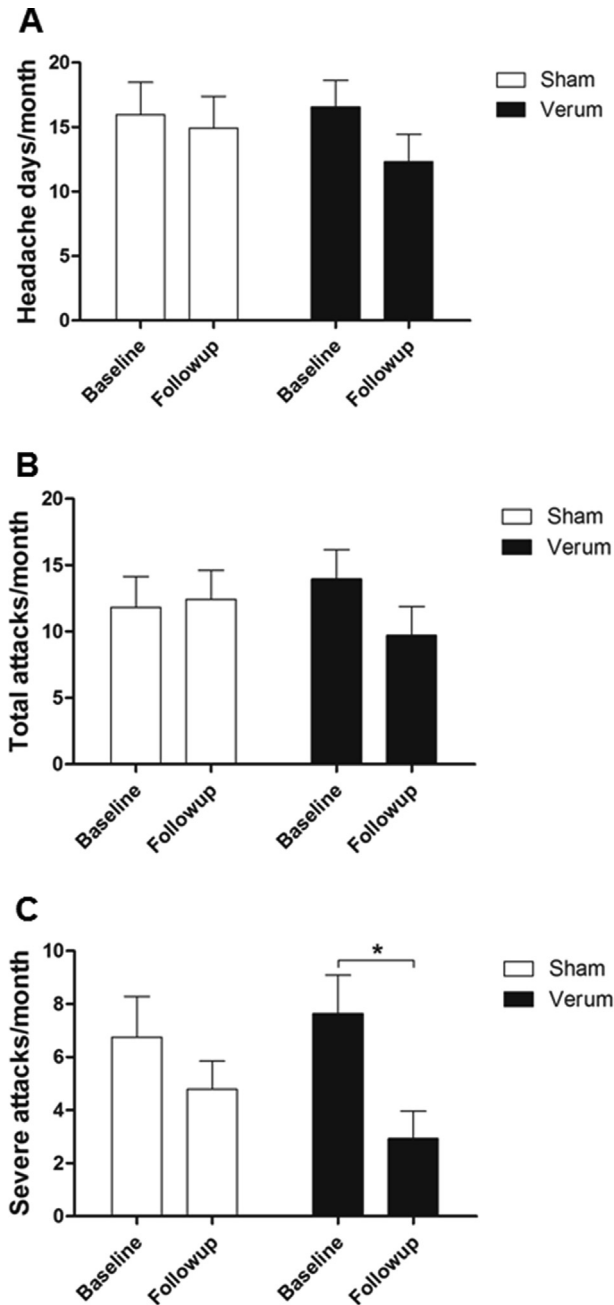 A
Headache days/month
20
15
10
5
0
Baseline
Followup
Baseline
Followup
Sham
Verum
B
Total attacks/month
20
15
10
5
0
Baseline
Followup
Baseline
Followup
Sham
Verum
C
Severe attacks/month
10
8
6
4
2
0
*
Baseline
Followup
Baseline
Followup
Sham
Verum